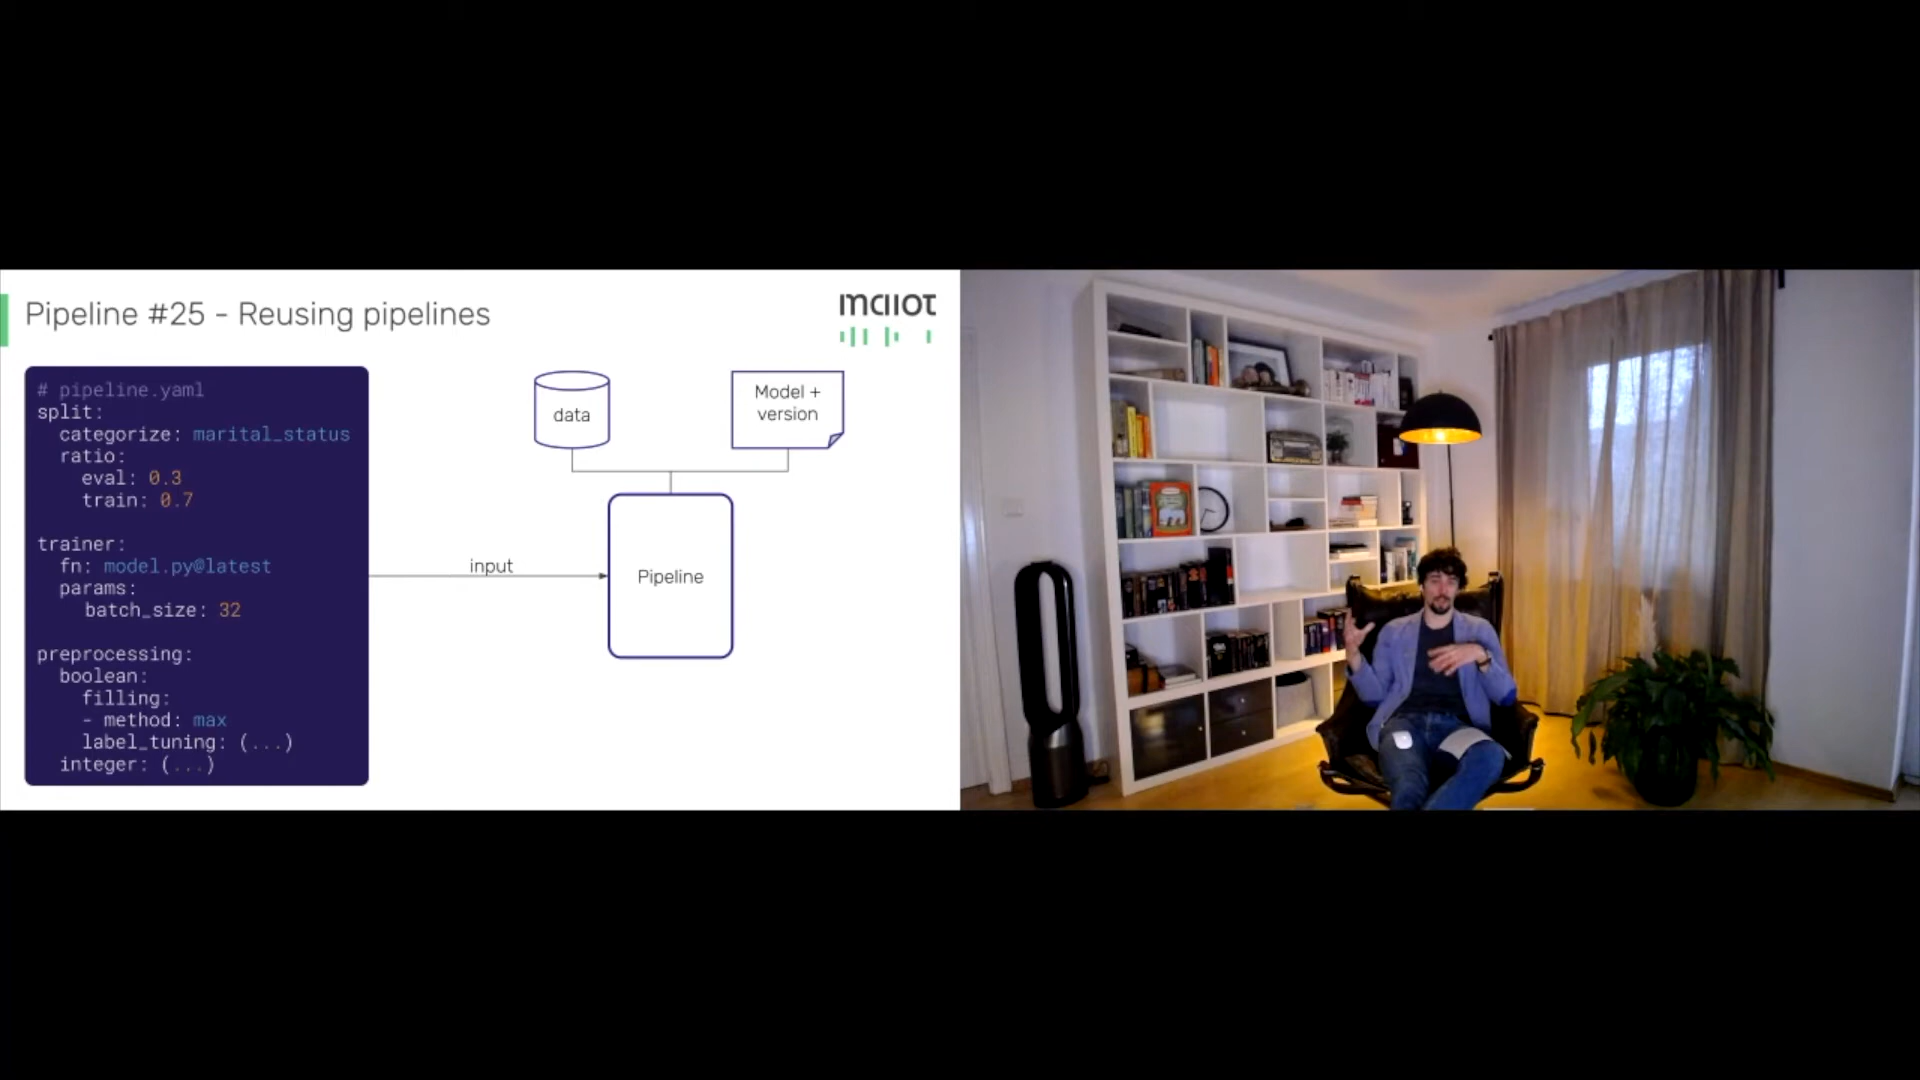 Pipeline #25 - Reusing pipelines
maiot
# pipeline.yaml
split:
categorize: marital_status
ratio:
eval: 0.3
train: 0.7
trainer:
fn: model.py@latest
params:
batch_size: 32
preprocessing:
boolean:
filling:
- method: max
label_tuning: (...)
integer: (...)
input
data
Model +
version
Pipeline